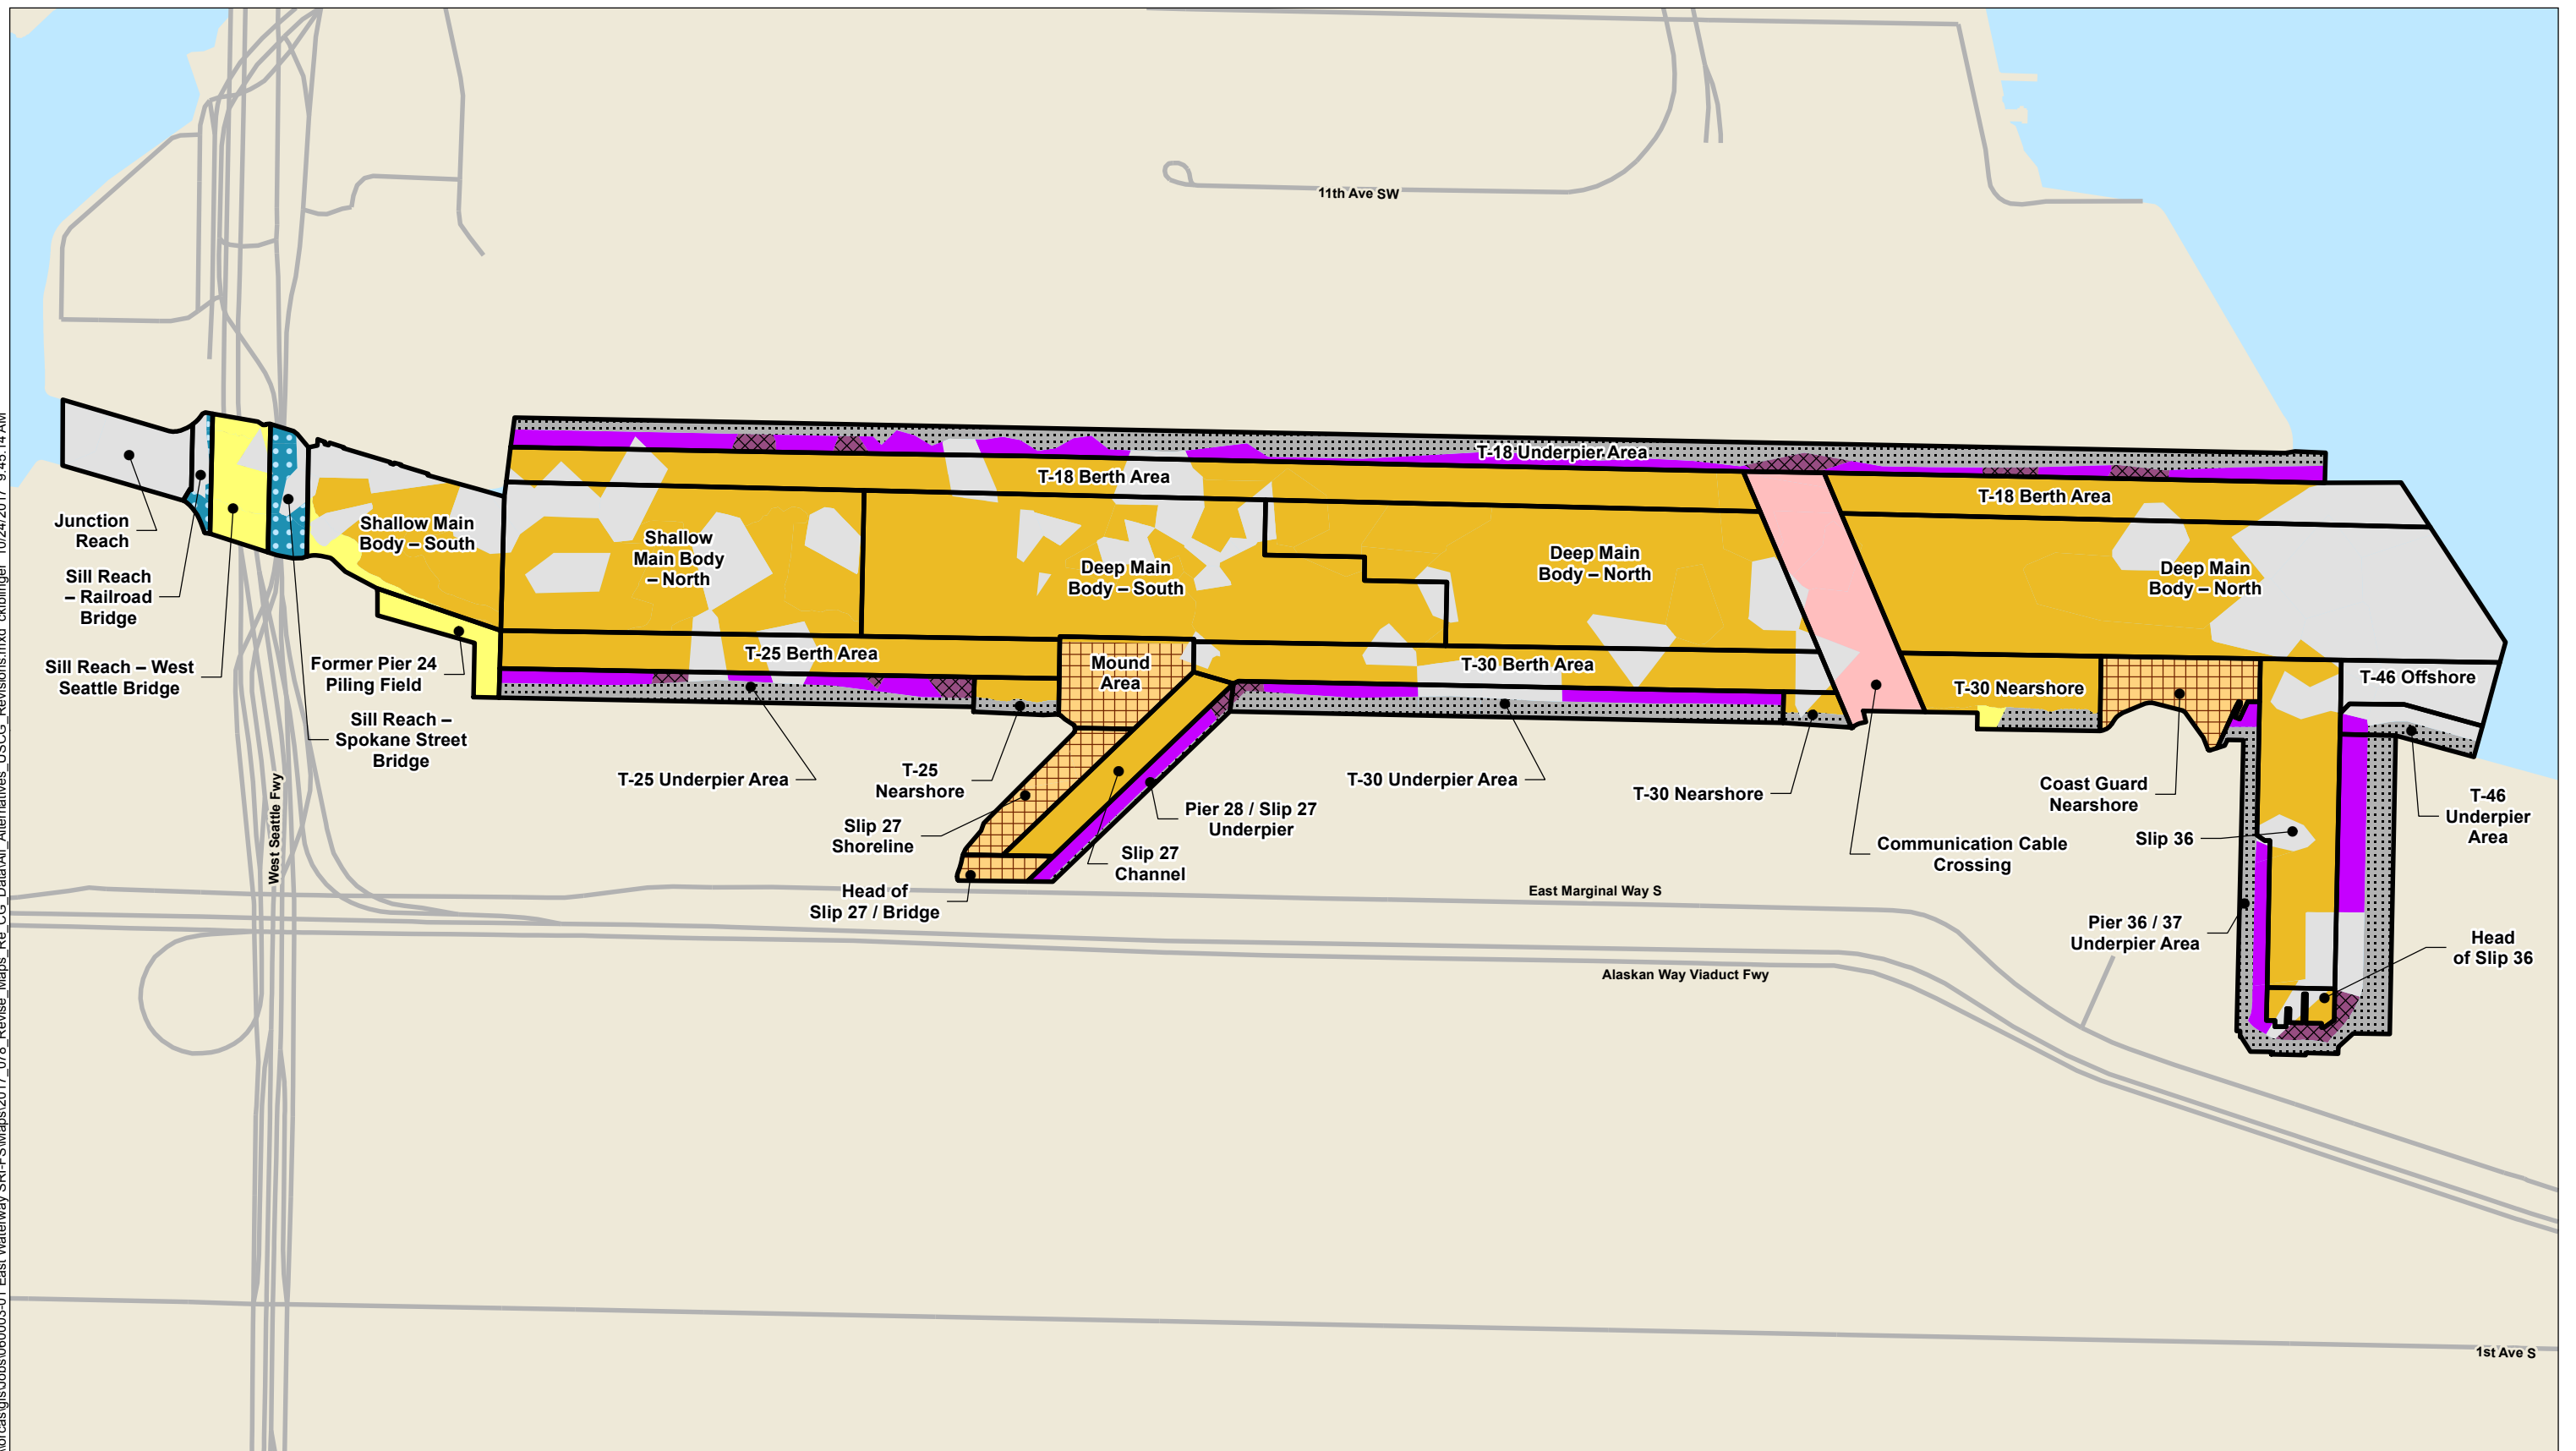 11th Ave SW
T-18 Underpier Area
T-18 Berth Area
T-18 Berth Area
Junction
Reach
Shallow Main
Body – South
Shallow
Main Body
– North
Deep Main
Body – South
Deep Main
Body – North
Deep Main
Body – North
Sill Reach
– Railroad
Bridge
Sill Reach – West
Seattle Bridge
Former Pier 24
Piling Field
Sill Reach –
Spokane Street
Bridge
T-25 Berth Area
Mound
Area
T-30 Berth Area
T-30 Nearshore
T-46 Offshore
West Seattle Fwy
T-25 Underpier Area
T-25
Nearshore
T-30 Underpier Area
T-30 Nearshore
Coast Guard
Nearshore
T-46
Underpier
Area
Slip 27
Shoreline
Pier 28 / Slip 27
Underpier
Slip 27
Channel
Communication Cable
Crossing
Slip 36
Head of
Slip 27 / Bridge
East Marginal Way S
Pier 36 / 37
Underpier Area
Head
of Slip 36
Alaskan Way Viaduct Fwy
1st Ave S